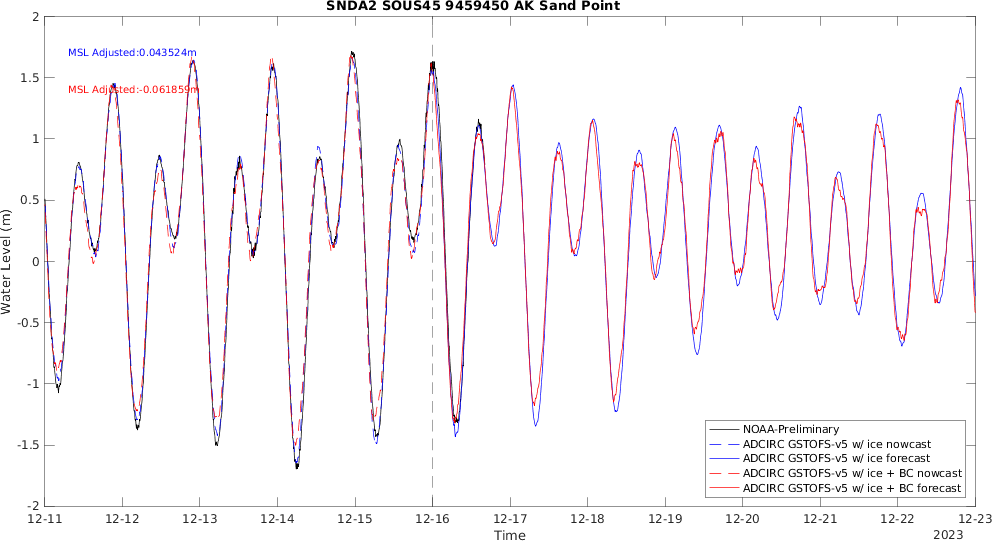 SNDA2 SOUS45 9459450 AK Sand Point
2
1.5
1
0.5
0
-0.5
-1
-1.5
-2
Water Level (m)
MSL Adjusted:0.043524m
MSL Adjusted:-0.061859m
NOAA-Preliminary
ADCIRC GSTOFS-v5 w/ ice nowcast
ADCIRC GSTOFS-v5 w/ ice forecast
ADCIRC GSTOFS-v5 w/ ice + BC nowcast
ADCIRC GSTOFS-v5 w/ ice + BC forecast
12-11 12-12 12-13 12-14 12-15 12-16 12-17 12-18 12-19 12-20 12-21 12-22 12-23
Time
2023